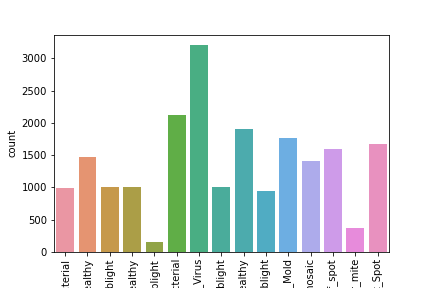 3000
2500
2000
1500
1000
500
0
count
terial
ealthy
blight
ealthy
blight
cterial
_Virus
blight
ealthy
blight
_Mold
osaic
_spot
_mite
_Spot